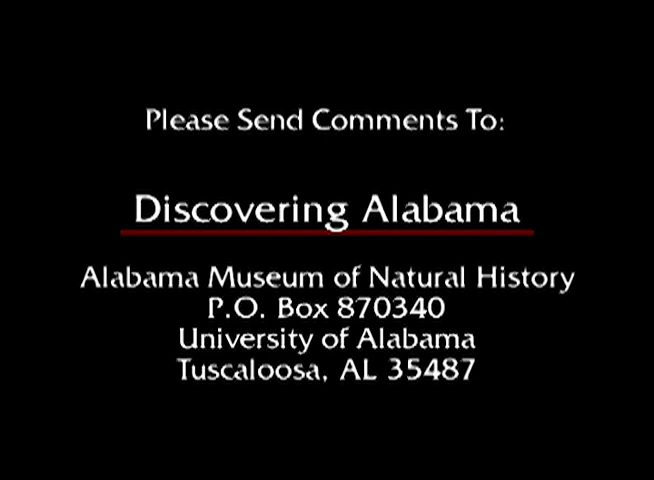 Please Send Comments To:
Discovering Alabama
Alabama Museum of Natural History
P.O. Box 870340
University of Alabama
Tuscaloosa, AL 35487